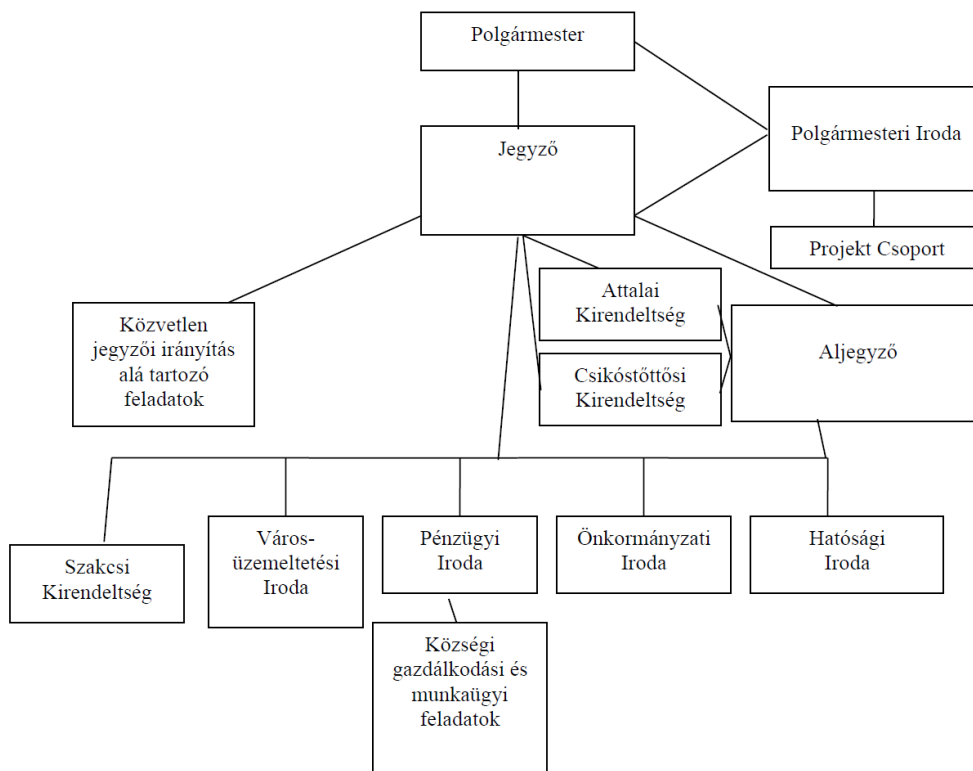 Polgármester
Polgármesteri Iroda
Jegyző
Projekt Csoport
Attalai
Kirendeltség
Közvetlen
jegyzői irányítás
alá tartozó
feladatok
Aljegyző
Csikóstőttősi
Kirendeltség
Szakcsi
Kirendeltség
Város-
üzemeltetési
Iroda
Pénzügyi
Iroda
Önkormányzati
Iroda
Hatósági
Iroda
Községi
gazdálkodási és
munkaügyi
feladatok